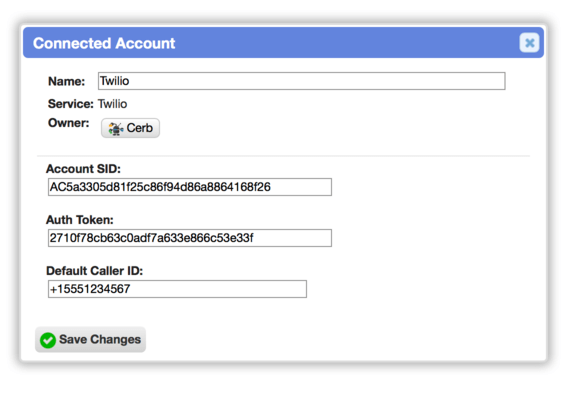 Connected Account
Name: Twilio
Service: Twilio
Owner: Cerb
Account SID:
AC5a3305d81f25c86f94d86a8864168f26
Auth Token:
2710f78cb63c0adf7a633e866c53e33f
Default Caller ID:
+15551234567
Save Changes